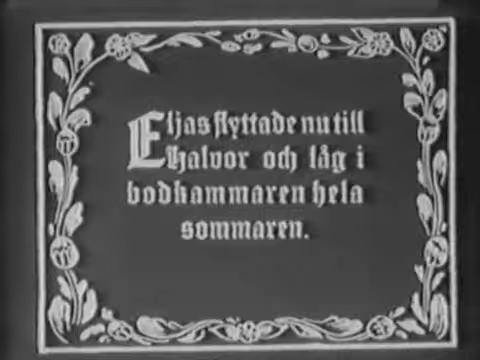 Eljas flyttade nu till
Halvor och låg i
bodkammaren hela
sommaren.